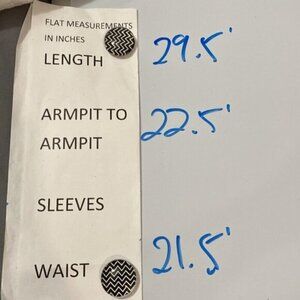 FLAT MEASUREMENTS
IN INCHES
LENGTH 29.5'
ARMPIT TO 22.5'
ARMPIT
SLEEVES
WAIST 21.5'